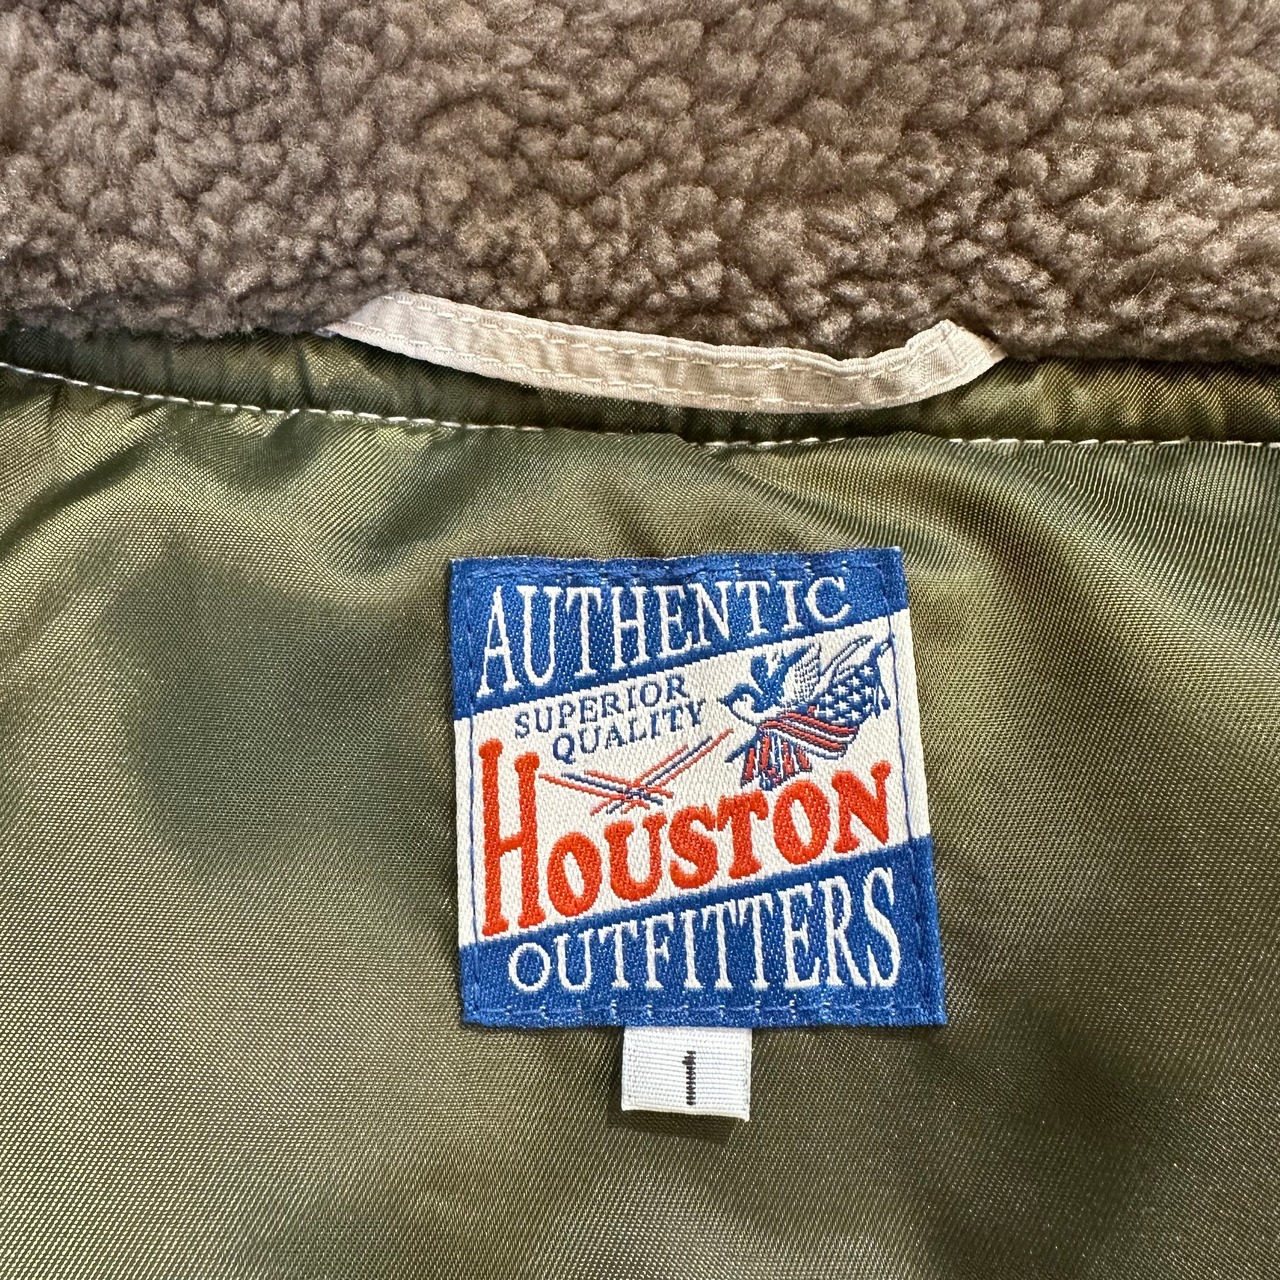 AUTHENTIC
SUPERIOR
QUALITY
HOUSTON
OUTFITTERS
1